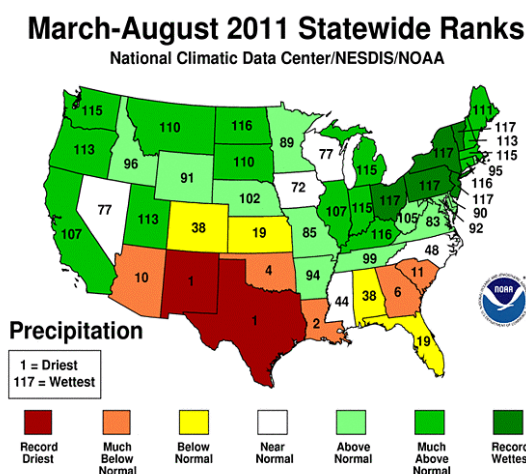 March-August 2011 Statewide Ranks
National Climatic Data Center/NESDIS/NOAA
115
110
116
89
77
111
117
113
115
95
116
117
90
92
113
96
91
110
102
72
115
117
117
107
77
113
38
19
85
107
115
117
116
105
83
48
99
10
1
4
94
11
6
38
44
1
2
19
NOAA
Precipitation
1 = Driest
117 = Wettest
Record
Driest
Much
Below
Normal
Below
Normal
Near
Normal
Above
Normal
Much
Above
Normal
Record
Wettes